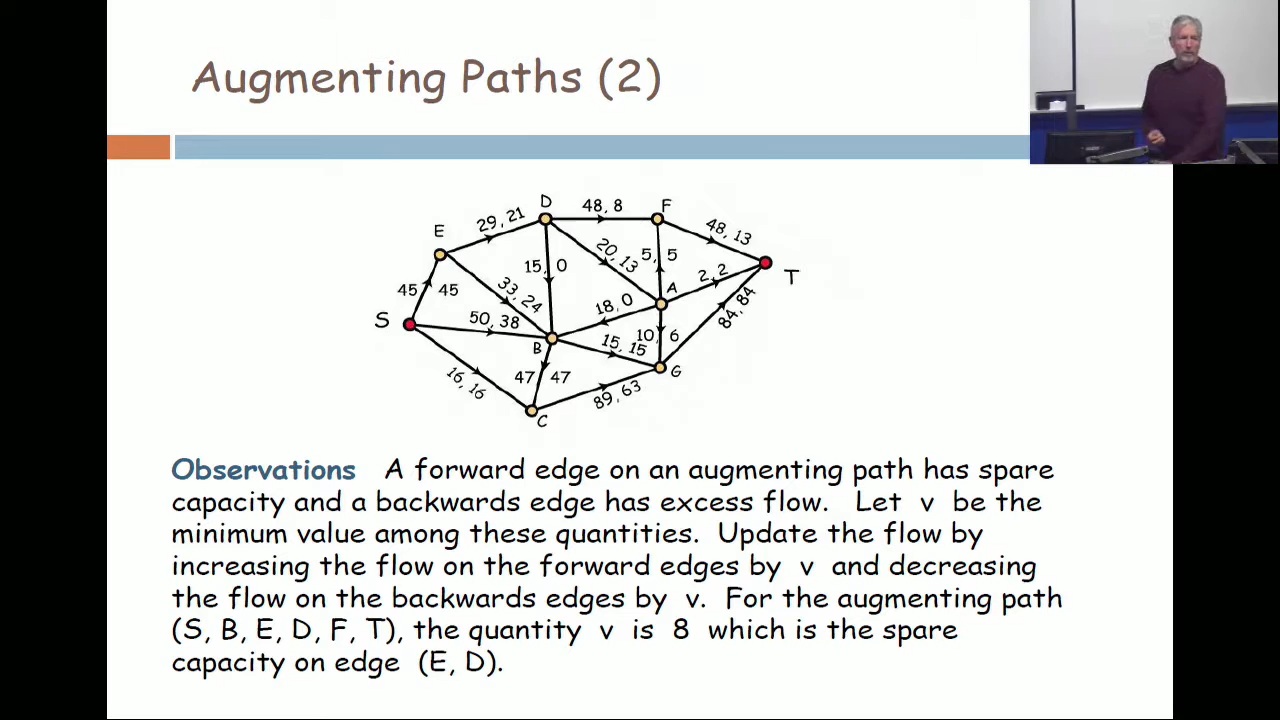 Augmenting Paths (2)
D
48, 8
F
29, 21
48, 13
E
20, 13
5, 5
15, 0
T
33, 24
A
2, 2
45 45
18, 0
84, 84
S
50, 38
10, 6
B
15, 15
16, 16
47 47
G
89, 63
C
Observations A forward edge on an augmenting path has spare
capacity and a backwards edge has excess flow. Let v be the
minimum value among these quantities. Update the flow by
increasing the flow on the forward edges by v and decreasing
the flow on the backwards edges by v. For the augmenting path
(S, B, E, D, F, T), the quantity v is 8 which is the spare
capacity on edge (E, D).